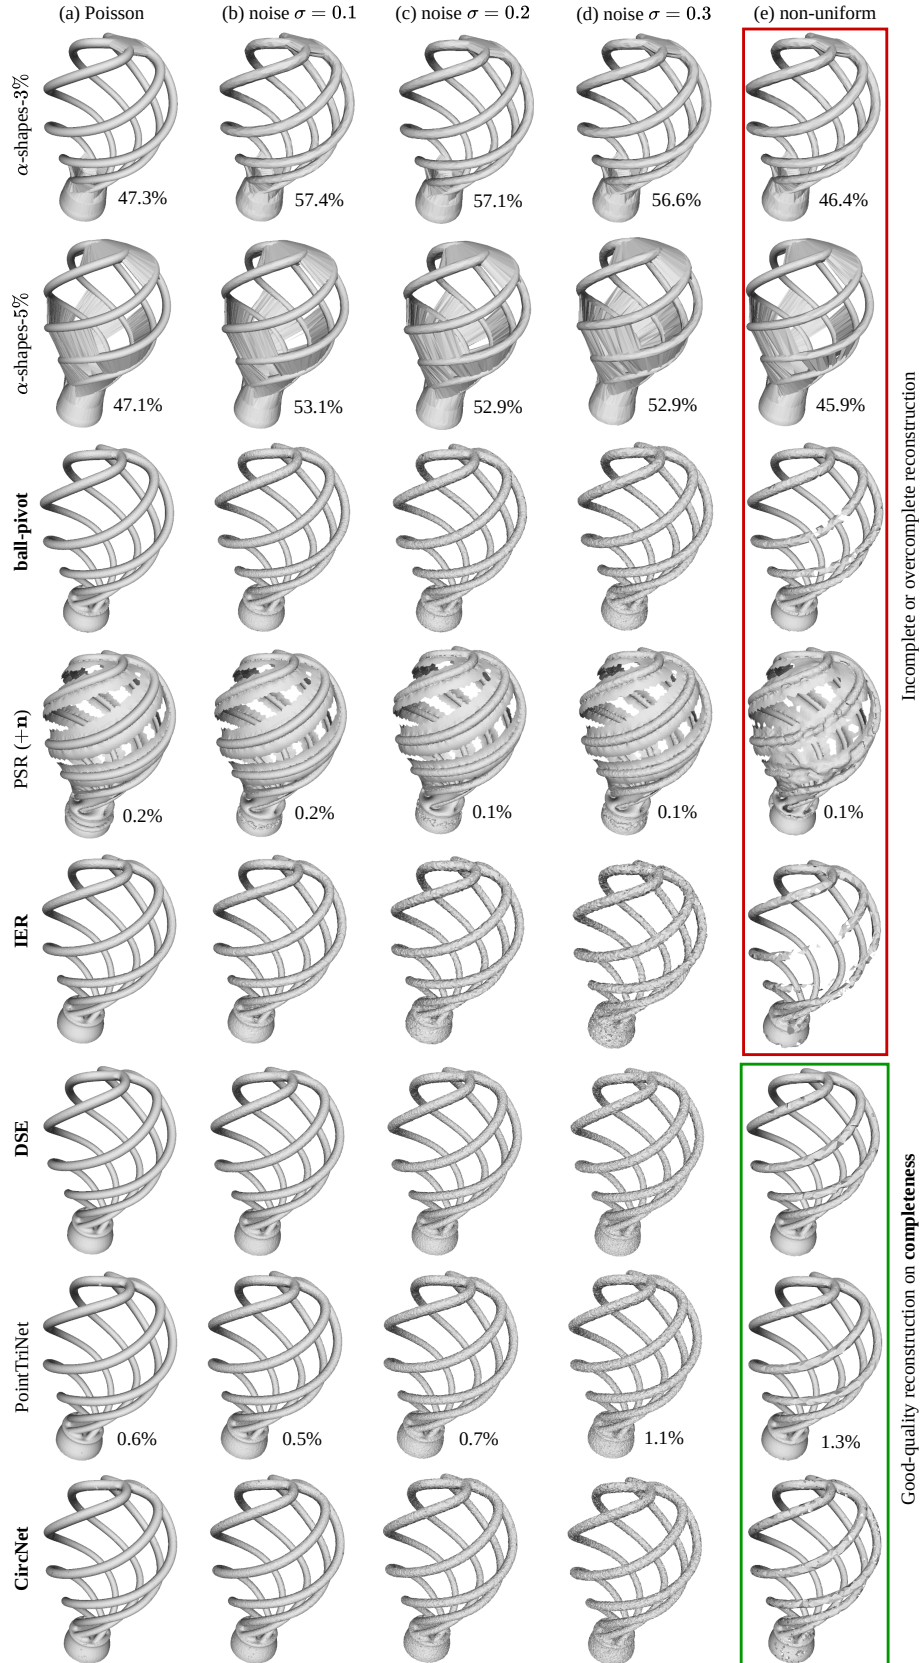 (a) Poisson (b) noise σ = 0.1 (c) noise σ = 0.2 (d) noise σ = 0.3 (e) non-uniform
α-shapes-3%
47.3% 57.4% 57.1% 56.6% 46.4%
α-shapes-5%
47.1% 53.1% 52.9% 52.9% 45.9%
ball-pivot
PSR (+n)
0.2% 0.2% 0.1% 0.1% 0.1%
IER
Incomplete or overcomplete reconstruction
DSE
PointTriNet
0.6% 0.5% 0.7% 1.1% 1.3%
CircNet
Good-quality reconstruction on completeness